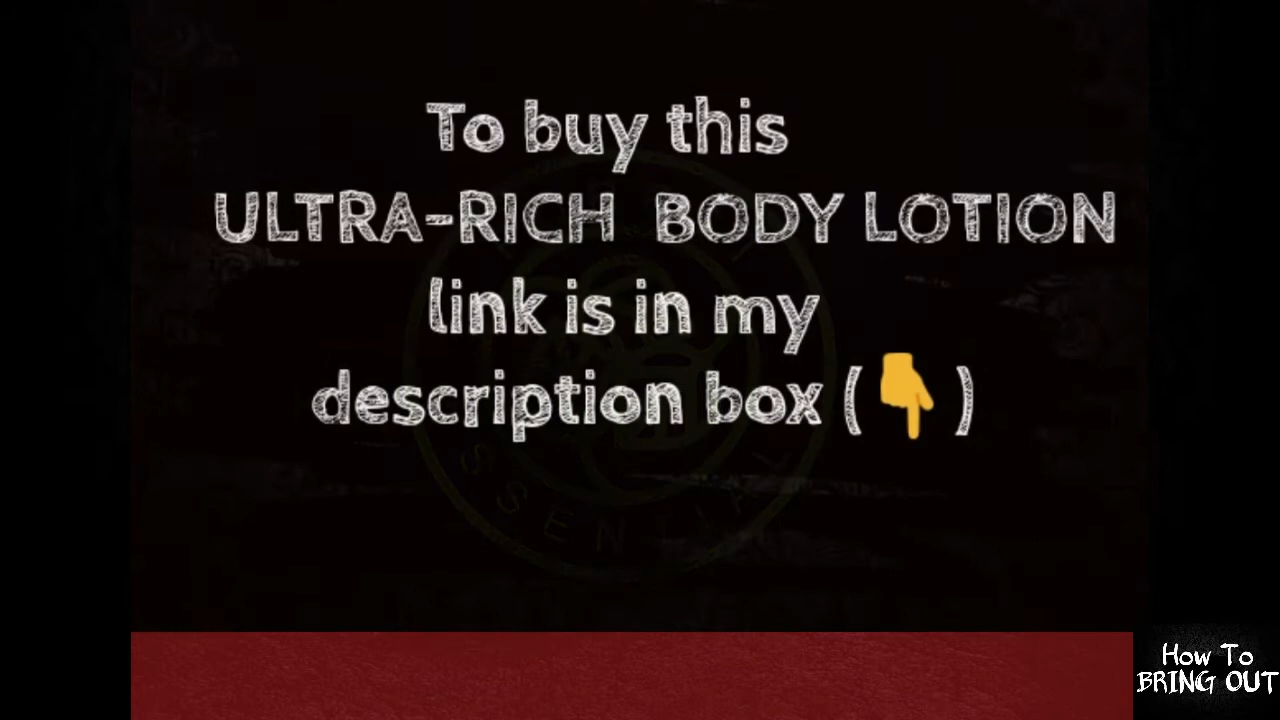 To buy this
ULTRA-RICH BODY LOTION
link is in my
description box (👇)
How To
BRING OUT